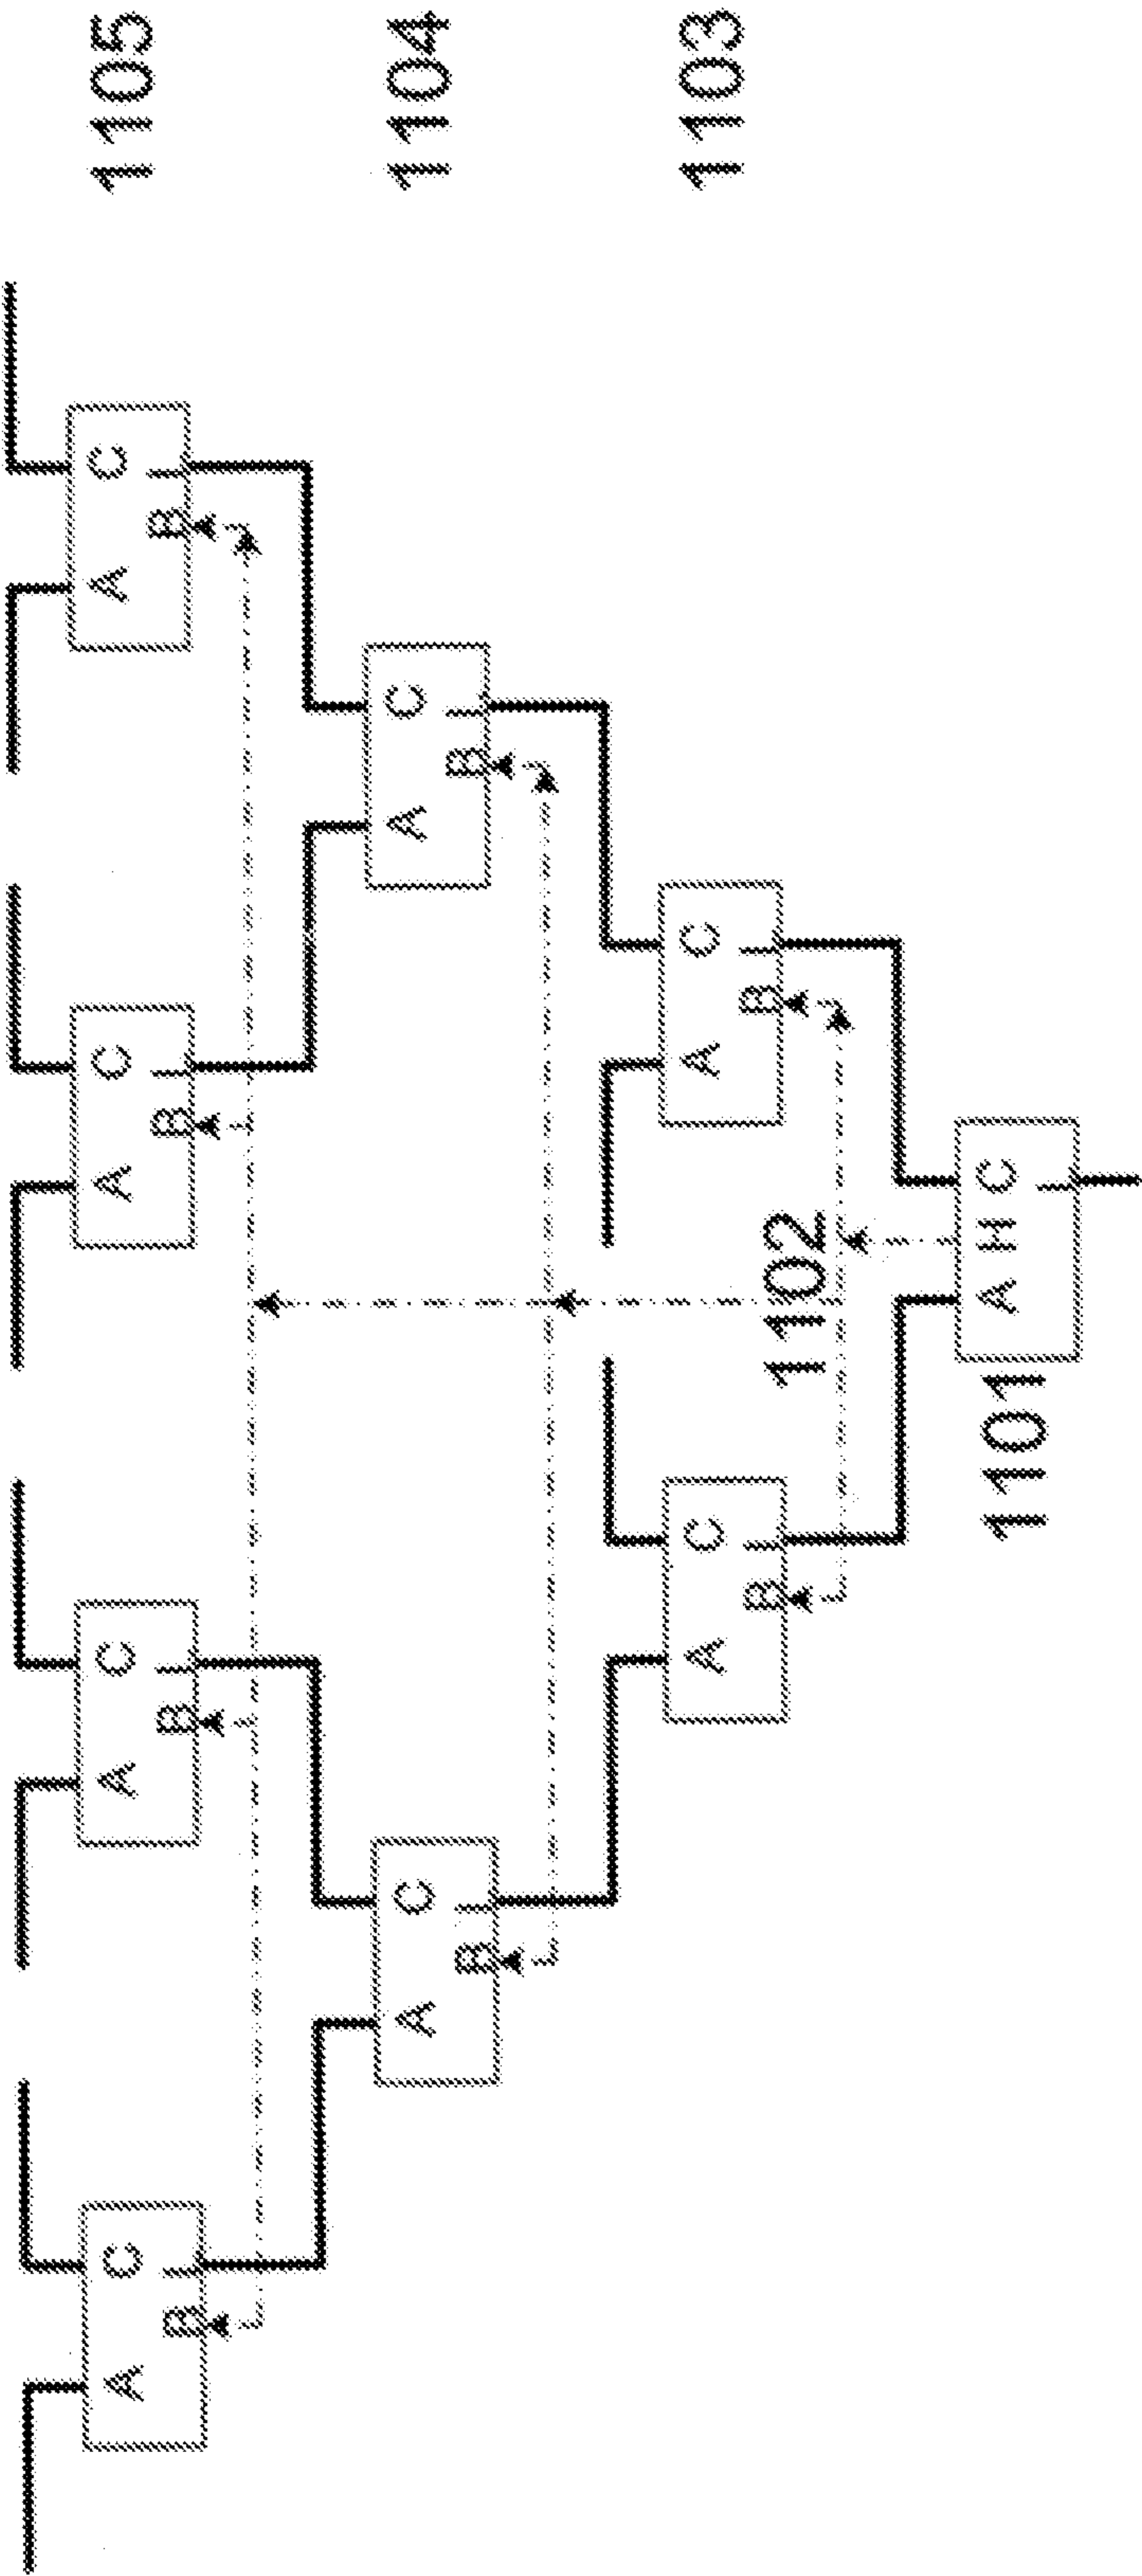 A C A C A C A C 1105
B I B I B I B I
A C A C 1104
B I B I
A C A C 1103
B I B I
1102
1101 A H C
I